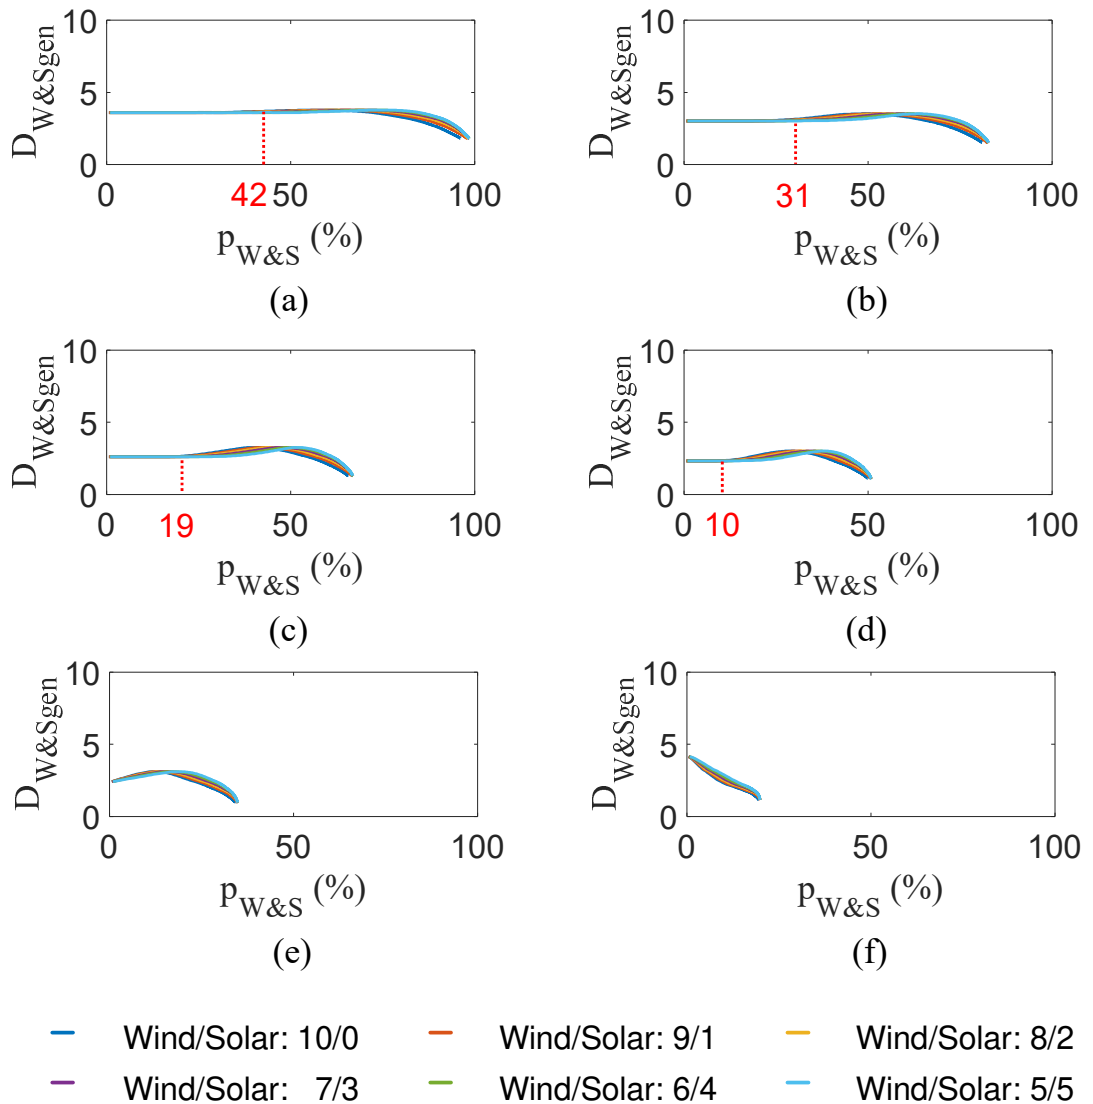 10 10
D_W&Sgen 5 D_W&Sgen 5
0 0
0 42 50 100 0 31 50 100
p_W&S (%) p_W&S (%)
(a) (b)
10 10
D_W&Sgen 5 D_W&Sgen 5
0 0
0 19 50 100 0 10 50 100
p_W&S (%) p_W&S (%)
(c) (d)
10 10
D_W&Sgen 5 D_W&Sgen 5
0 0
0 50 100 0 50 100
p_W&S (%) p_W&S (%)
(e) (f)
Wind/Solar: 10/0 Wind/Solar: 9/1 Wind/Solar: 8/2
Wind/Solar: 7/3 Wind/Solar: 6/4 Wind/Solar: 5/5